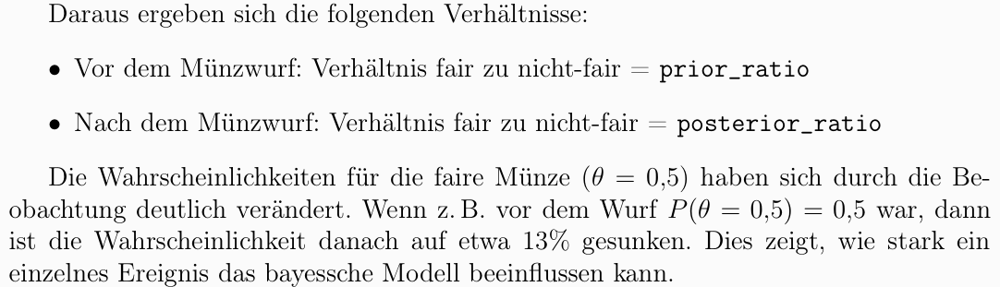 Daraus ergeben sich die folgenden Verhältnisse:
• Vor dem Münzwurf: Verhältnis fair zu nicht-fair = prior_ratio
• Nach dem Münzwurf: Verhältnis fair zu nicht-fair = posterior_ratio
Die Wahrscheinlichkeiten für die faire Münze (θ = 0,5) haben sich durch die Be-
obachtung deutlich verändert. Wenn z. B. vor dem Wurf P(θ = 0,5) = 0,5 war, dann
ist die Wahrscheinlichkeit danach auf etwa 13% gesunken. Dies zeigt, wie stark ein
einzelnes Ereignis das bayessche Modell beeinflussen kann.